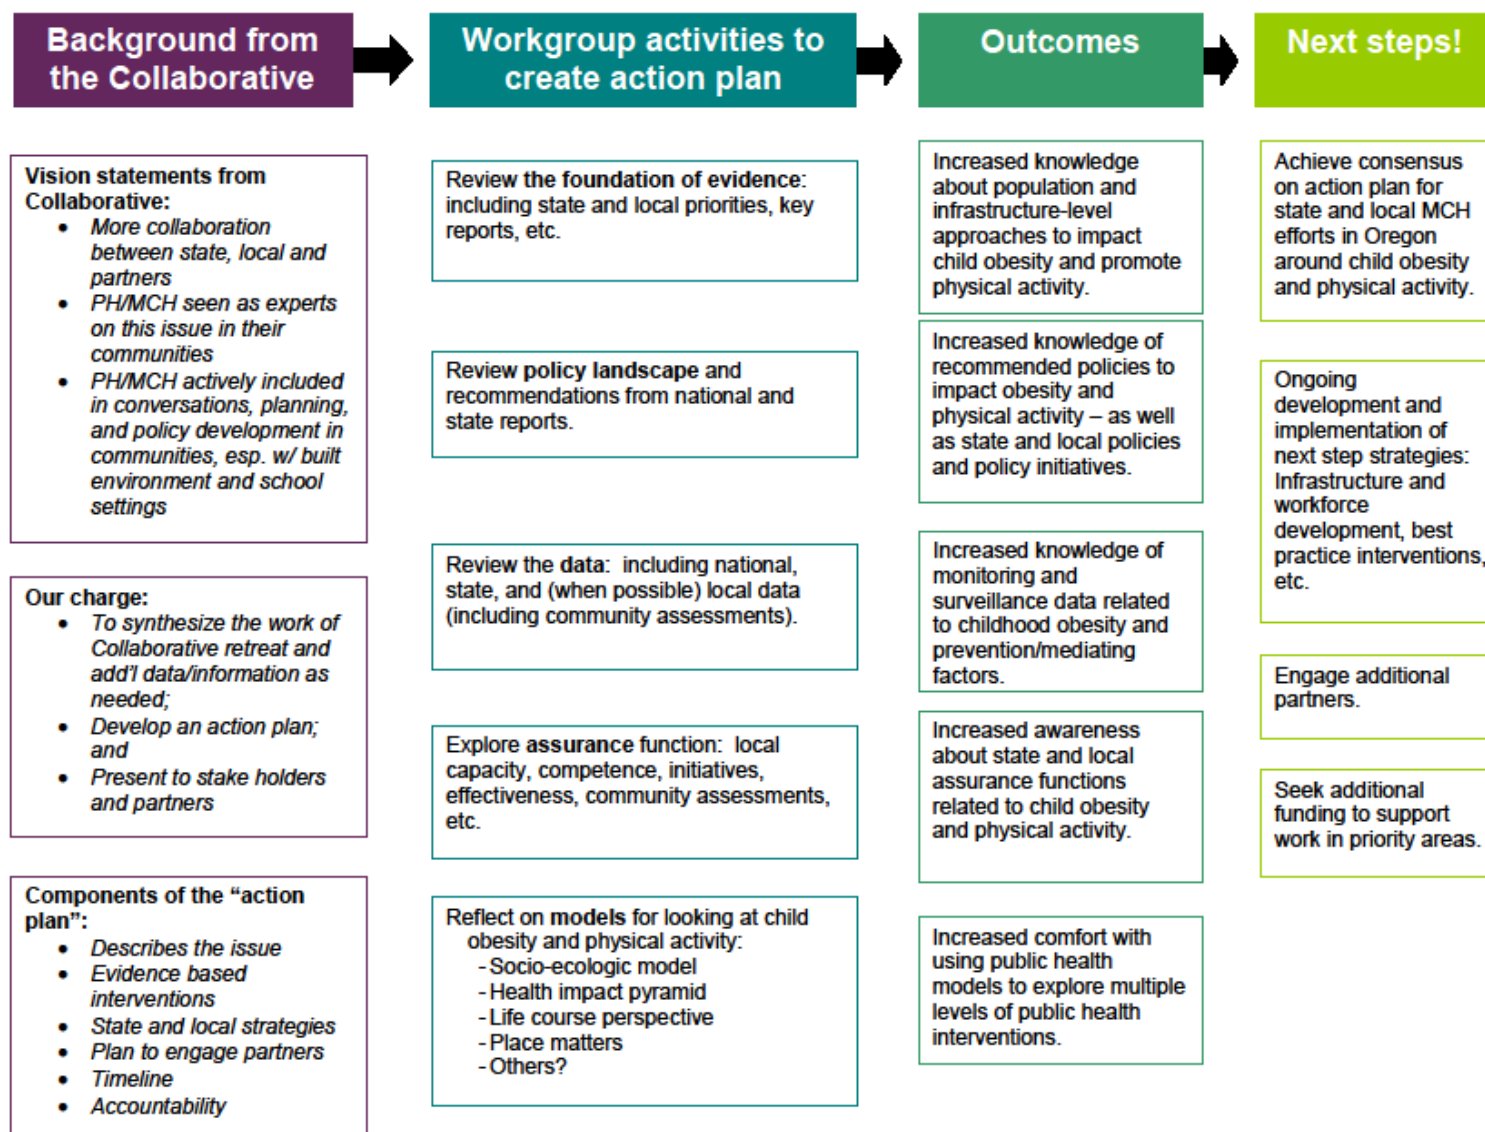 Background from
the Collaborative
Workgroup activities to
create action plan
Outcomes
Next steps!
Vision statements from
Collaborative:
• More collaboration
between state, local and
partners
• PH/MCH seen as experts
on this issue in their
communities
• PH/MCH actively included
in conversations, planning,
and policy development in
communities, esp. w/ built
environment and school
settings
Our charge:
• To synthesize the work of
Collaborative retreat and
add'l data/information as
needed;
• Develop an action plan;
and
• Present to stake holders
and partners
Components of the “action
plan”:
• Describes the issue
• Evidence based
interventions
• State and local strategies
• Plan to engage partners
• Timeline
• Accountability
Review the foundation of evidence:
including state and local priorities, key
reports, etc.
Review policy landscape and
recommendations from national and
state reports.
Review the data: including national,
state, and (when possible) local data
(including community assessments).
Explore assurance function: local
capacity, competence, initiatives,
effectiveness, community assessments,
etc.
Reflect on models for looking at child
obesity and physical activity:
- Socio-ecologic model
- Health impact pyramid
- Life course perspective
- Place matters
- Others?
Increased knowledge
about population and
infrastructure-level
approaches to impact
child obesity and promote
physical activity.
Increased knowledge of
recommended policies to
impact obesity and
physical activity – as well
as state and local policies
and policy initiatives.
Increased knowledge of
monitoring and
surveillance data related
to childhood obesity and
prevention/mediating
factors.
Increased awareness
about state and local
assurance functions
related to child obesity
and physical activity.
Increased comfort with
using public health
models to explore multiple
levels of public health
interventions.
Achieve consensus
on action plan for
state and local MCH
efforts in Oregon
around child obesity
and physical activity.
Ongoing
development and
implementation of
next step strategies:
Infrastructure and
workforce
development, best
practice interventions,
etc.
Engage additional
partners.
Seek additional
funding to support
work in priority areas.